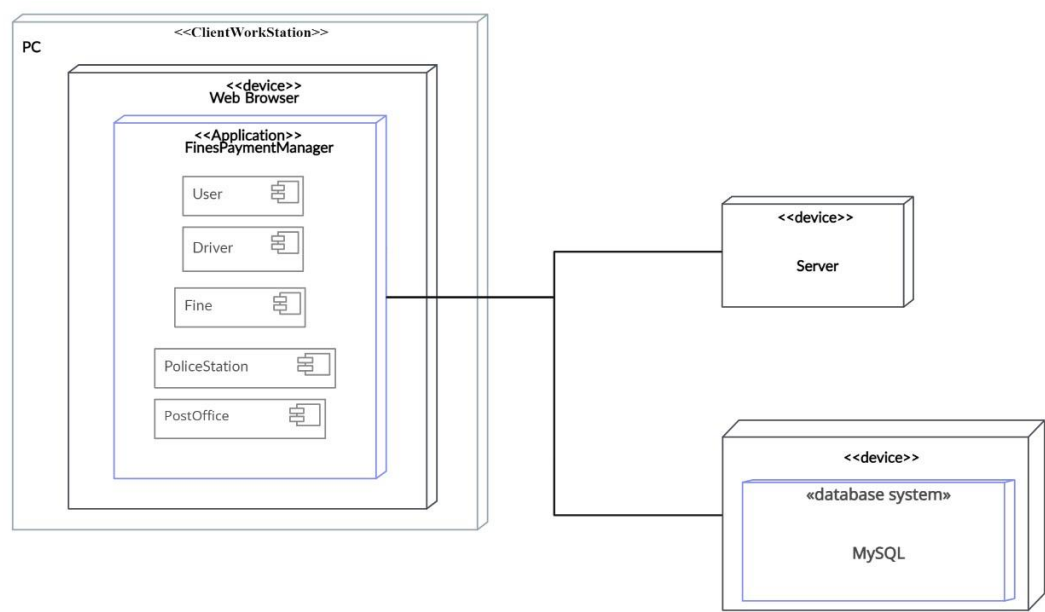 <<ClientWorkStation>>
PC
<<device>>
Web Browser
<<Application>>
FinesPaymentManager
User
Driver
Fine
PoliceStation
PostOffice
<<device>>
Server
<<device>>
«database system»
MySQL